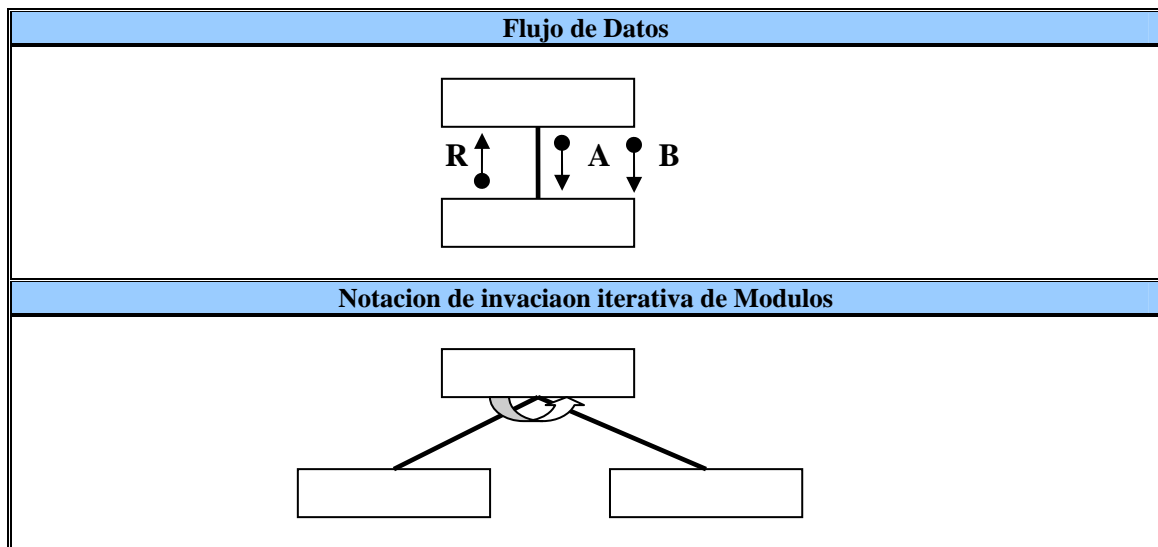 Flujo de Datos
R A B
Notacion de invaciaon iterativa de Modulos